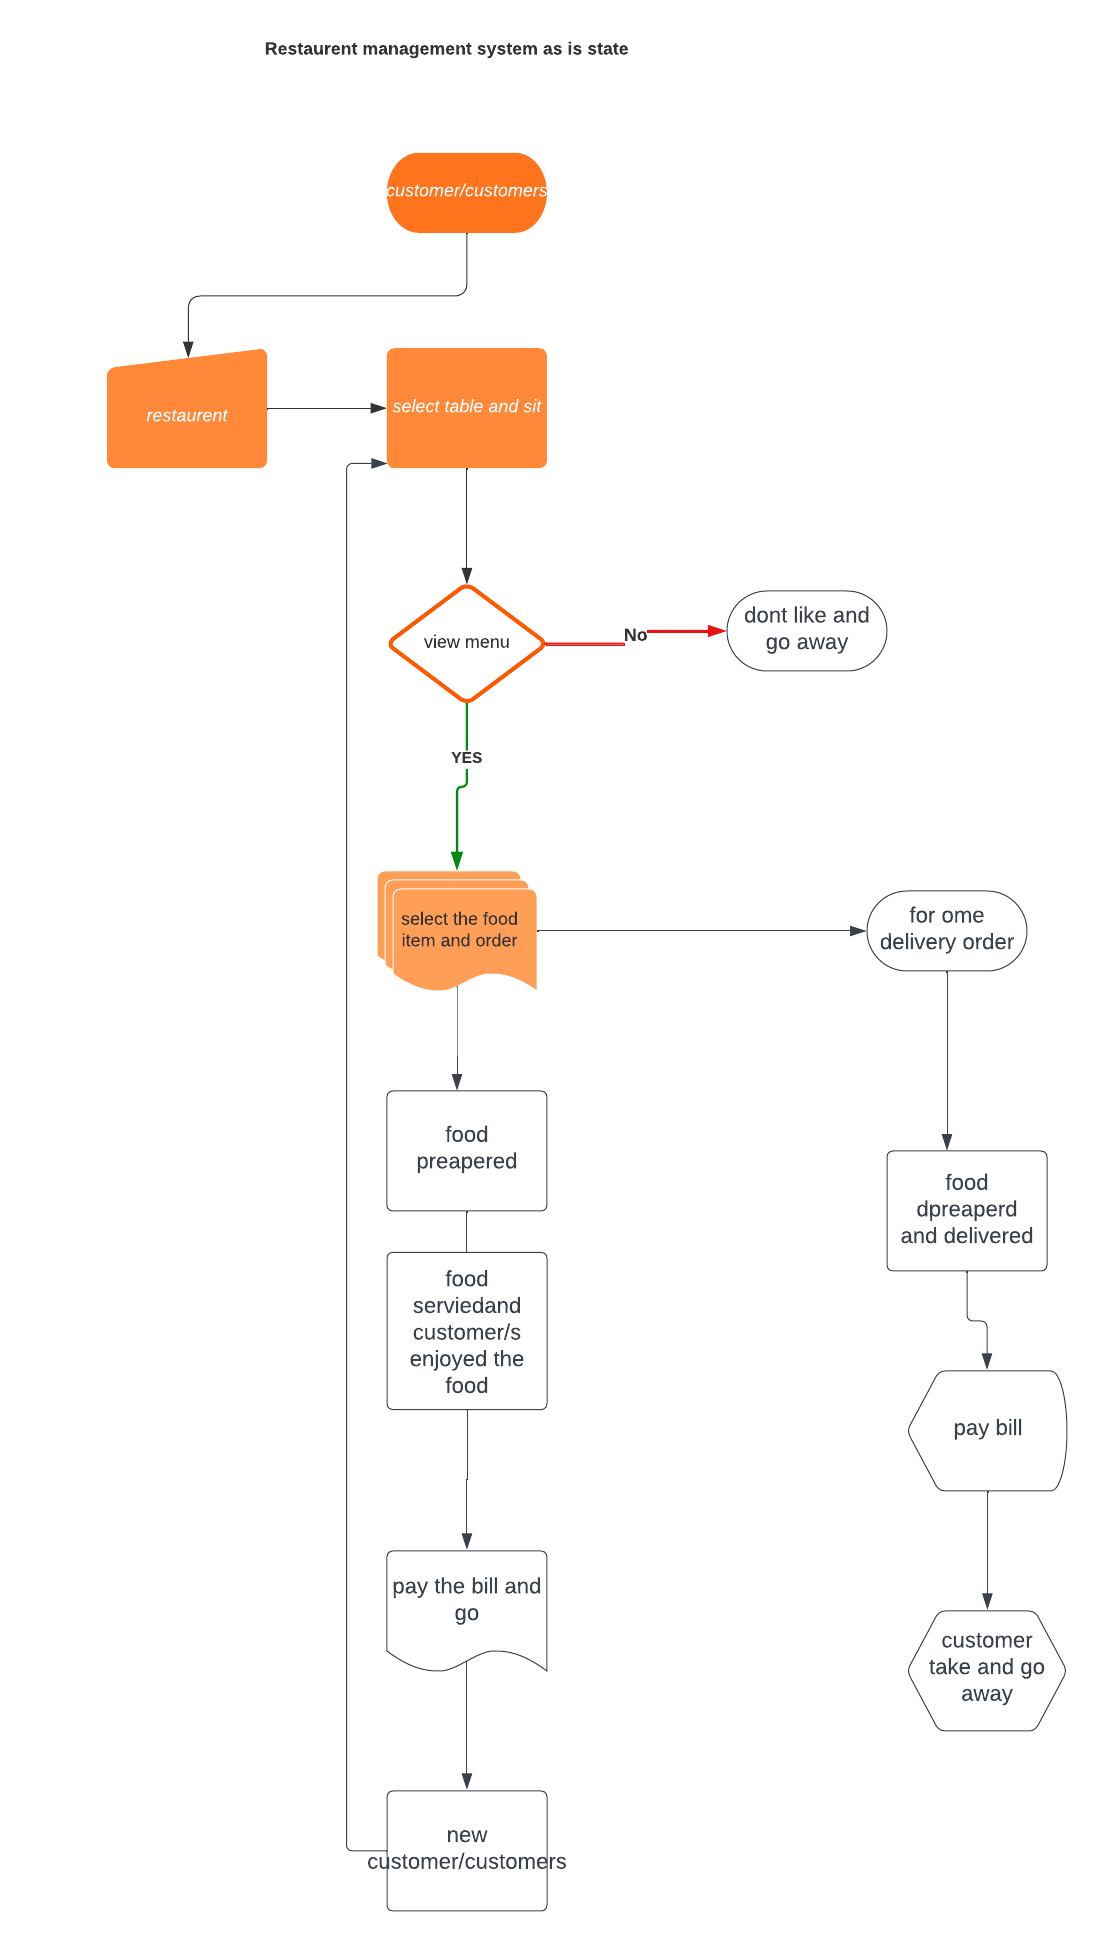 Restaurent management system as is state
customer/customers
restaurent
select table and sit
view menu
No
dont like and
go away
YES
select the food
item and order
for ome
delivery order
food
preapered
food
dpreaperd
and delivered
food
serviedand
customer/s
enjoyed the
food
pay bill
pay the bill and
go
customer
take and go
away
new
customer/customers